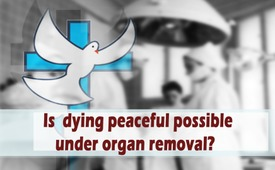 Is dying peaceful possible
under organ removal?